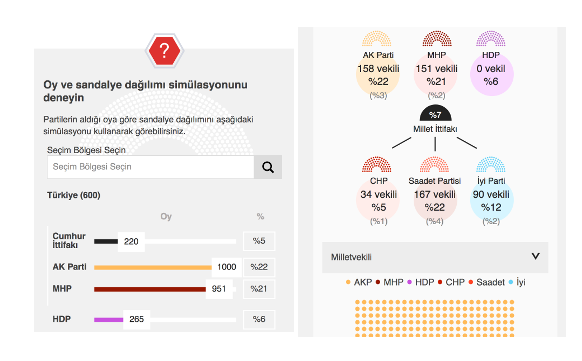 ?
Oy ve sandalye dağılımı simülasyonunu
deneyin
Partilerin aldığı oya göre sandalye dağılımını aşağıdaki
simülasyonu kullanarak görebilirsiniz.
Seçim Bölgesi Seçin
Seçim Bölgesi Seçin
Türkiye (600)
Oy %
Cumhur
İttifakı 220 %5
AK Parti 1000 %22
MHP 951 %21
HDP 265 %6
AK Parti MHP HDP
158 vekili 151 vekili 0 vekil
%22 %21 %6
(%3) (%2)
%7
Millet İttifakı
CHP Saadet Partisi İyi Parti
34 vekili 167 vekili 90 vekili
%5 %22 %12
(%1) (%4) (%2)
Milletvekili
AKP MHP HDP CHP Saadet İyi